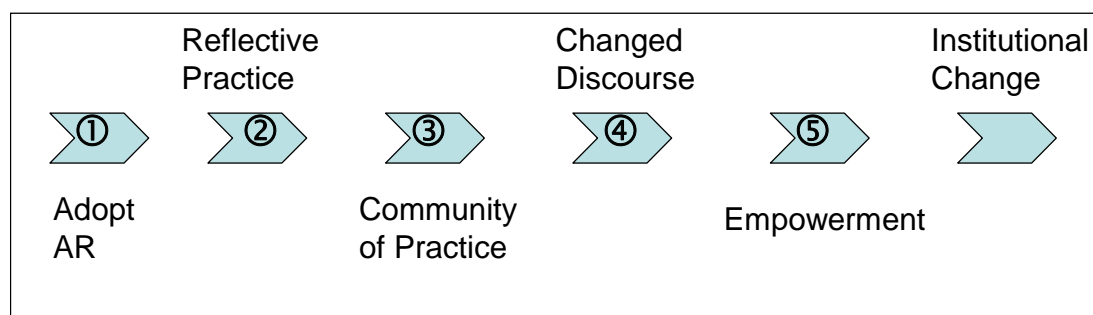 Reflective
Practice
Changed
Discourse
Institutional
Change
① ② ③ ④ ⑤
Adopt
AR
Community
of Practice
Empowerment